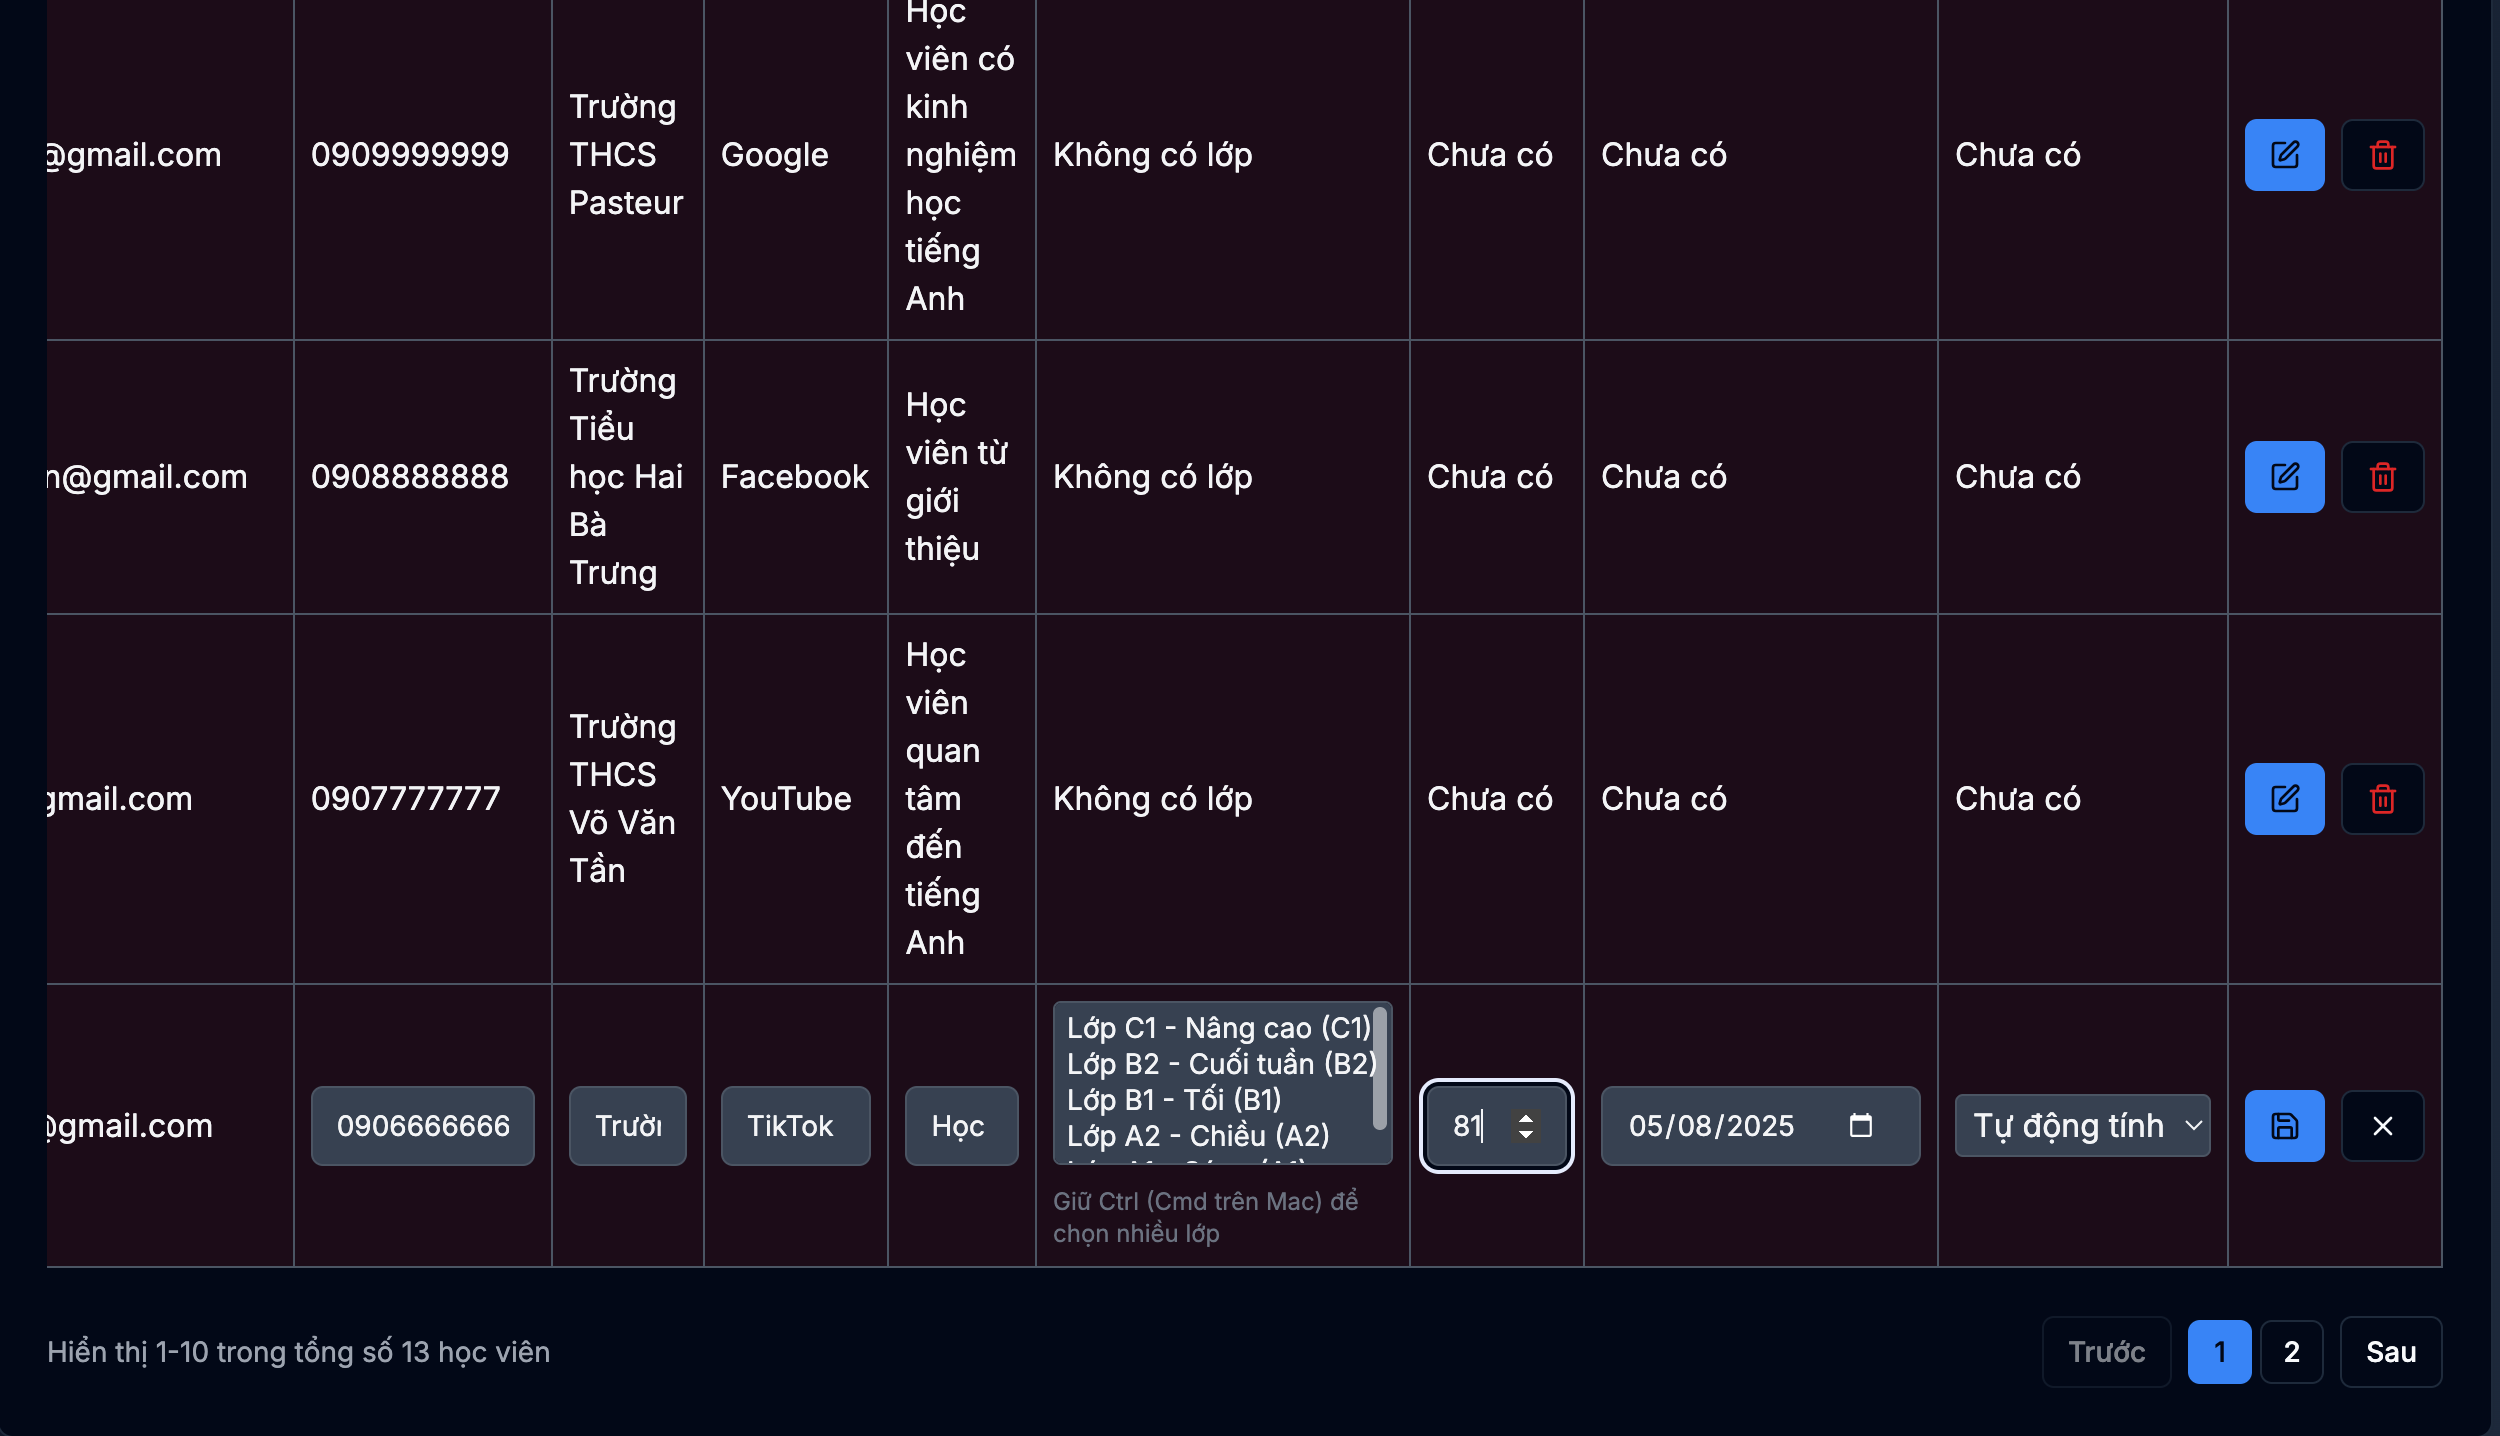 Học
viên có
kinh
nghiệm
học
tiếng
Anh
@gmail.com
0909999999
Trường
THCS
Pasteur
Google
Không có lớp
Chưa có
Chưa có
Chưa có
n@gmail.com
0908888888
Trường
Tiểu
học Hai
Bà
Trưng
Facebook
Học
viên từ
giới
thiệu
Không có lớp
Chưa có
Chưa có
Chưa có
gmail.com
0907777777
Trường
THCS
Võ Văn
Tần
YouTube
Học
viên
quan
tâm
đến
tiếng
Anh
Không có lớp
Chưa có
Chưa có
Chưa có
@gmail.com
0906666666
Trười
TikTok
Học
Lớp C1 - Nâng cao (C1)
Lớp B2 - Cuối tuần (B2)
Lớp B1 - Tối (B1)
Lớp A2 - Chiều (A2)
Giữ Ctrl (Cmd trên Mac) để
chọn nhiều lớp
81
05/08/2025
Tự động tính
Hiển thị 1-10 trong tổng số 13 học viên
Trước
1
2
Sau